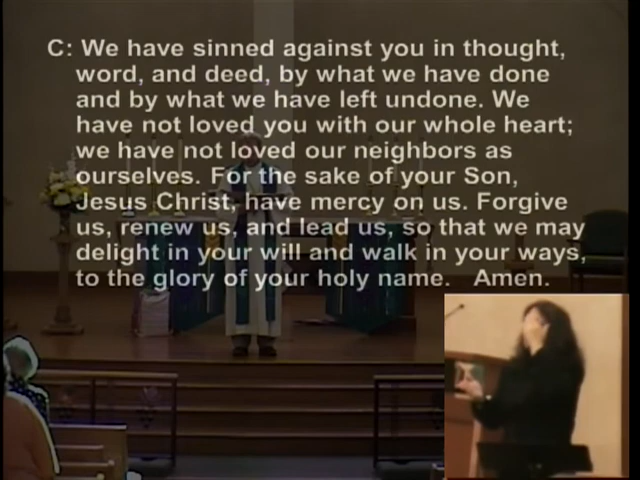 C: We have sinned against you in thought,
word, and deed, by what we have done
and by what we have left undone. We
have not loved you with our whole heart;
we have not loved our neighbors as
ourselves. For the sake of your Son,
Jesus Christ, have mercy on us. Forgive
us, renew us, and lead us, so that we may
delight in your will and walk in your ways,
to the glory of your holy name. Amen.